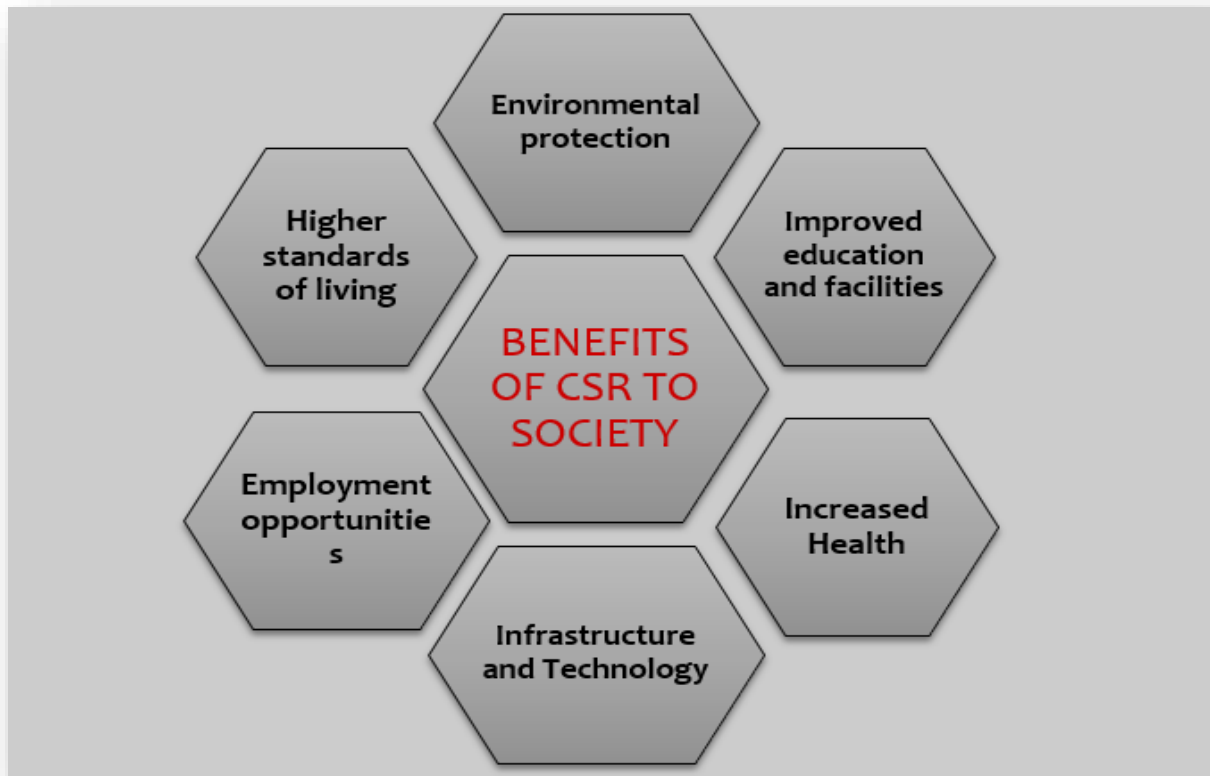 Environmental
protection
Higher
standards
of living
Improved
education
and facilities
BENEFITS
OF CSR TO
SOCIETY
Employment
opportunitie
s
Increased
Health
Infrastructure
and Technology